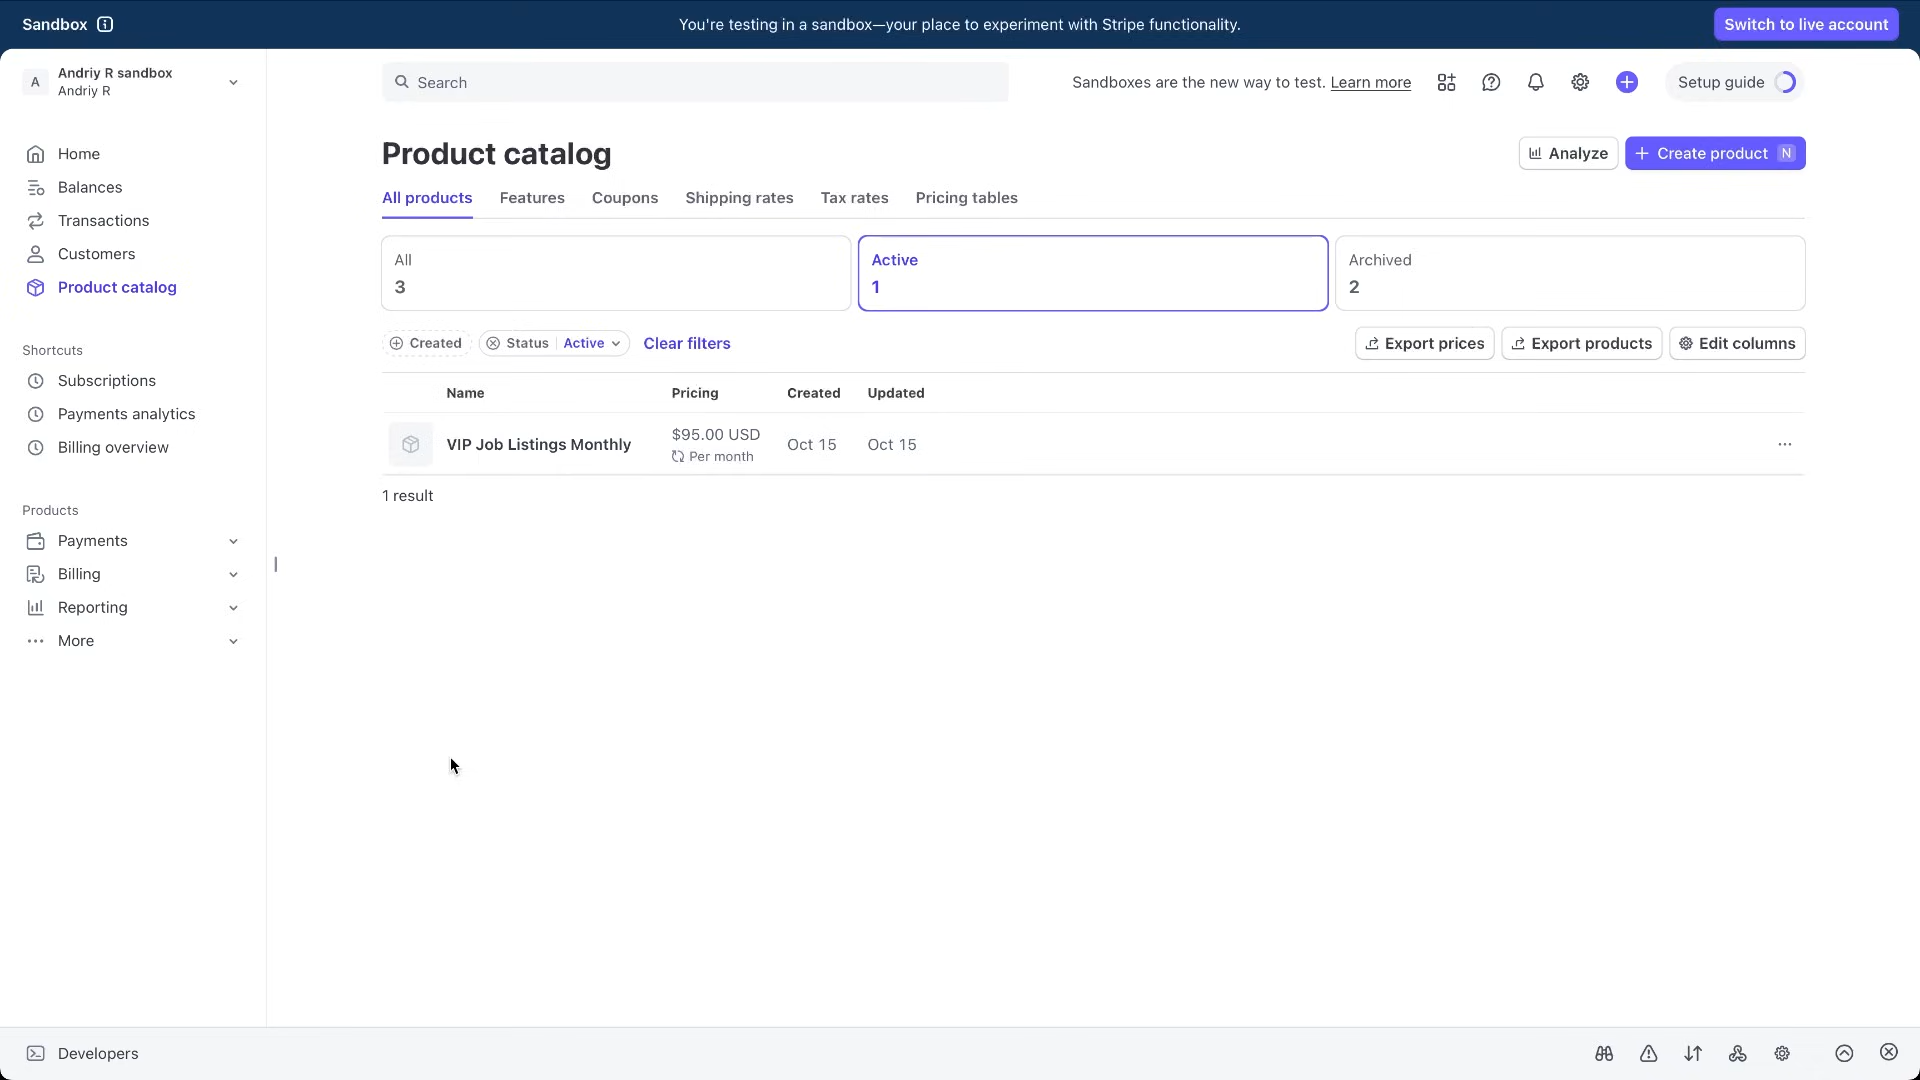 Sandbox
You're testing in a sandbox—your place to experiment with Stripe functionality.
Switch to live account
A
Andriy R sandbox
Andriy R
Search
Sandboxes are the new way to test. Learn more
Setup guide
Home
Balances
Transactions
Customers
Product catalog
Shortcuts
Subscriptions
Payments analytics
Billing overview
Products
Payments
Billing
Reporting
More
Product catalog
Analyze
Create product N
All products Features Coupons Shipping rates Tax rates Pricing tables
All
3
Active
1
Archived
2
Created
Status Active
Clear filters
Export prices
Export products
Edit columns
Name Pricing Created Updated
VIP Job Listings Monthly
$95.00 USD
Per month
Oct 15 Oct 15
1 result
Developers